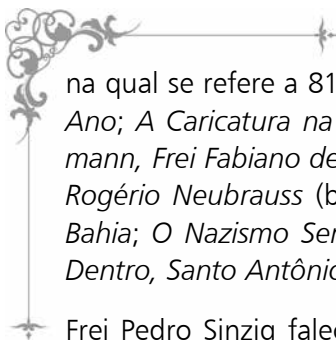 na qual se refere a 81
Ano; A Caricatura na
mann, Frei Fabiano de
Rogério Neubrauss (b
Bahia; O Nazismo Ser
Dentro, Santo Antônio
Frei Pedro Sinzig falec